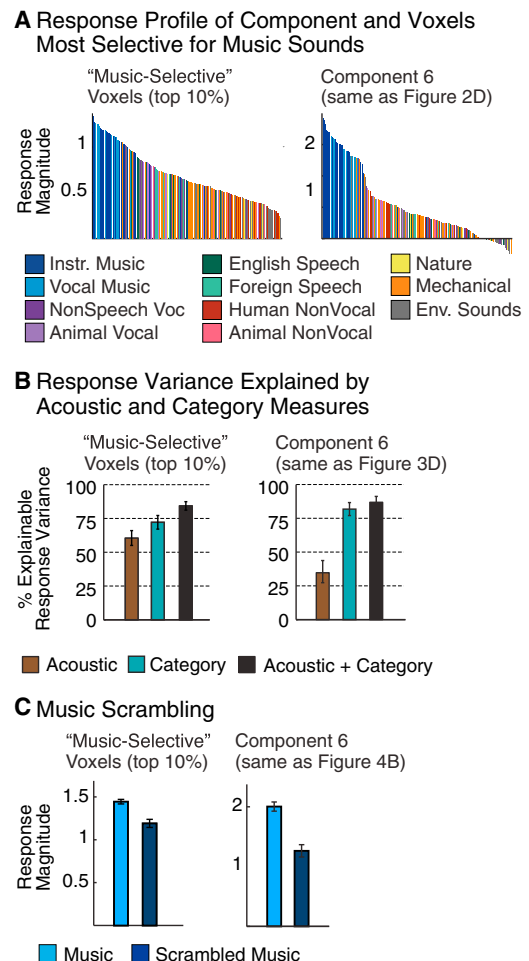 A Response Profile of Component and Voxels
Most Selective for Music Sounds
“Music-Selective”
Voxels (top 10%)
Component 6
(same as Figure 2D)
Response
Magnitude
1
0.5
2
1
Instr. Music
Vocal Music
NonSpeech Voc
Animal Vocal
English Speech
Foreign Speech
Human NonVocal
Animal NonVocal
Nature
Mechanical
Env. Sounds
B Response Variance Explained by
Acoustic and Category Measures
“Music-Selective”
Voxels (top 10%)
Component 6
(same as Figure 3D)
% Explainable
Response Variance
100
75
50
25
0
100
75
50
25
0
Acoustic
Category
Acoustic + Category
C Music Scrambling
“Music-Selective”
Voxels (top 10%)
Component 6
(same as Figure 4B)
Response
Magnitude
1.5
1
0.5
2
1
Music
Scrambled Music